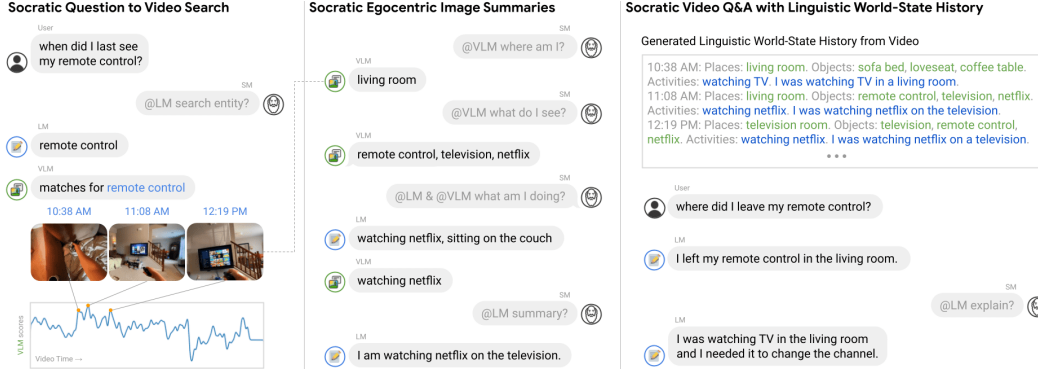 Socratic Question to Video Search
User
when did I last see
my remote control?
SM
@LM search entity?
LM
remote control
VLM
matches for remote control
10:38 AM 11:08 AM 12:19 PM
VLM scores
Video Time →
Socratic Egocentric Image Summaries
SM
@VLM where am I?
VLM
living room
SM
@VLM what do I see?
VLM
remote control, television, netflix
SM
@LM & @VLM what am I doing?
LM
watching netflix, sitting on the couch
VLM
watching netflix
SM
@LM summary?
LM
I am watching netflix on the television.
Socratic Video Q&A with Linguistic World-State History
Generated Linguistic World-State History from Video
10:38 AM: Places: living room. Objects: sofa bed, loveseat, coffee table.
Activities: watching TV. I was watching TV in a living room.
11:08 AM: Places: living room. Objects: remote control, television, netflix.
Activities: watching netflix. I was watching netflix on the television.
12:19 PM: Places: television room. Objects: television, remote control,
netflix. Activities: watching netflix. I was watching netflix on a television.
•••
User
where did I leave my remote control?
LM
I left my remote control in the living room.
SM
@LM explain?
LM
I was watching TV in the living room
and I needed it to change the channel.